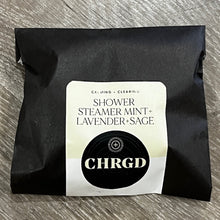 CALMING + CLEARING
SHOWER
STEAMER MINT+
LAVENDER+SAGE
CHRGD